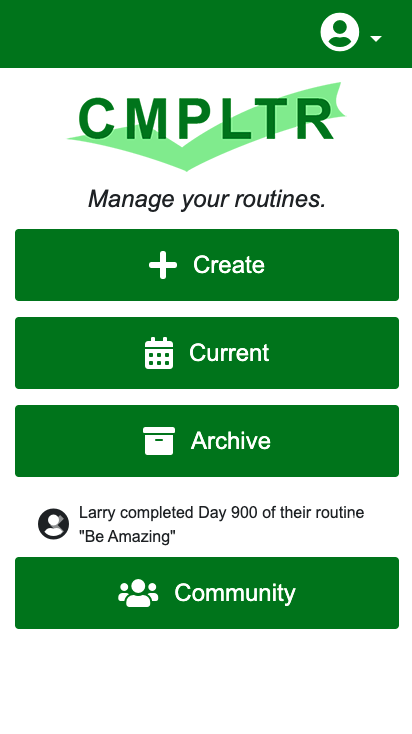 CMPLTR
Manage your routines.
Create
Current
Archive
Larry completed Day 900 of their routine
"Be Amazing"
Community